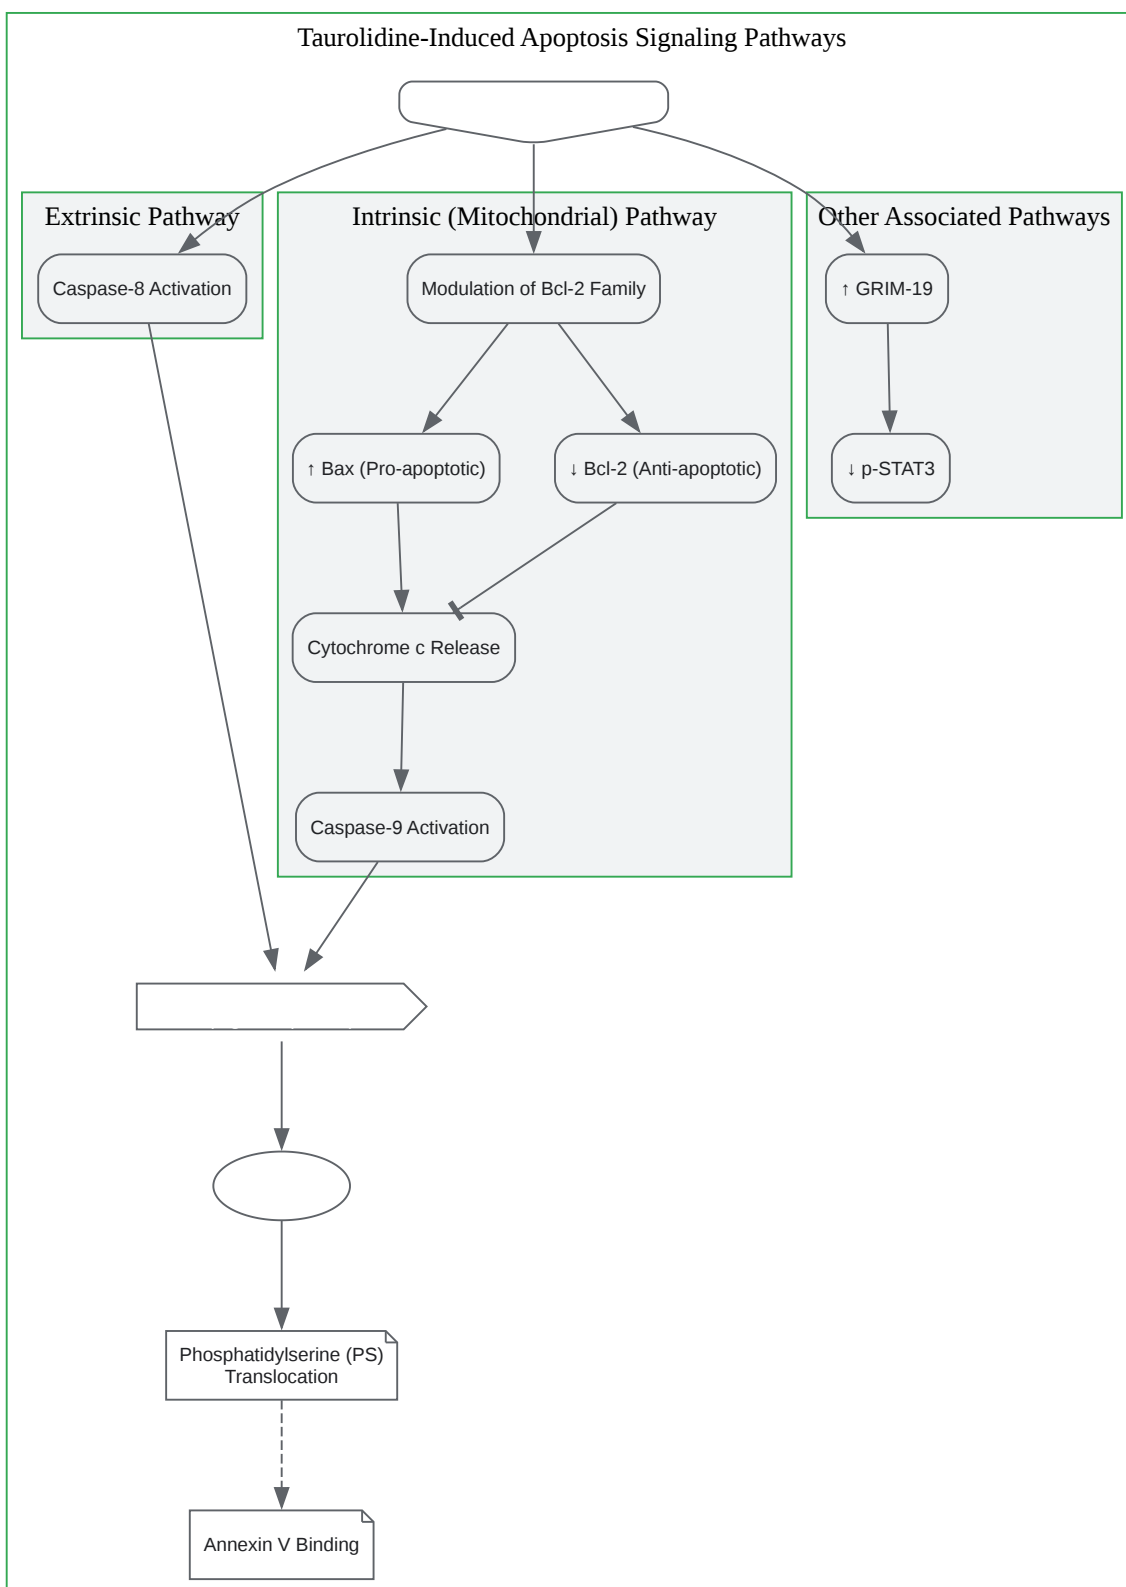 Taurolidine-Induced Apoptosis Signaling Pathways
Extrinsic Pathway
Intrinsic (Mitochondrial) Pathway
Other Associated Pathways
Caspase-8 Activation
Modulation of Bcl-2 Family
↑ GRIM-19
↑ Bax (Pro-apoptotic)
↓ Bcl-2 (Anti-apoptotic)
↓ p-STAT3
Cytochrome c Release
Caspase-9 Activation
Phosphatidylserine (PS)
Translocation
Annexin V Binding